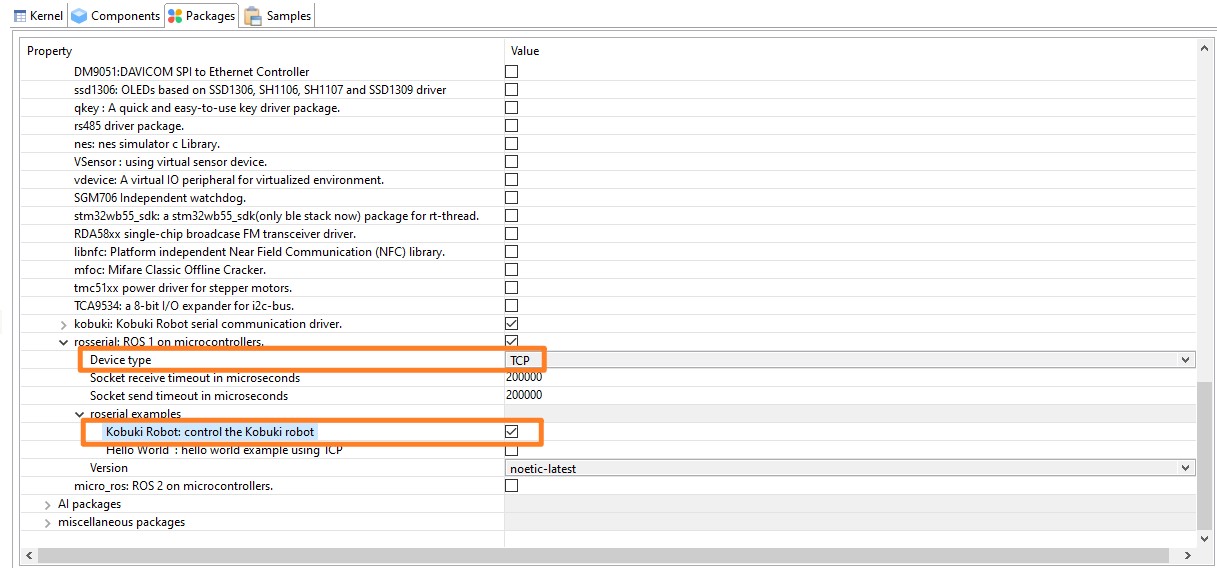 Kernel Components Packages Samples
Property Value
DM9051:DAVICOM SPI to Ethernet Controller
ssd1306: OLEDs based on SSD1306, SH1106, SH1107 and SSD1309 driver
qkey : A quick and easy-to-use key driver package.
rs485 driver package.
nes: nes simulator c Library.
VSensor : using virtual sensor device.
vdevice: A virtual IO peripheral for virtualized environment.
SGM706 Independent watchdog.
stm32wb55_sdk: a stm32wb55_sdk(only ble stack now) package for rt-thread.
RDA58xx single-chip broadcase FM transceiver driver.
libnfc: Platform independent Near Field Communication (NFC) library.
mfoc: Mifare Classic Offline Cracker.
tmc51xx power driver for stepper motors.
TCA9534: a 8-bit I/O expander for i2c-bus.
kobuki: Kobuki Robot serial communication driver.
rosserial: ROS 1 on microcontrollers.
Device type TCP
Socket receive timeout in microseconds 200000
Socket send timeout in microseconds 200000
roserial examples
Kobuki Robot: control the Kobuki robot
Hello World : hello world example using TCP
Version noetic-latest
micro_ros: ROS 2 on microcontrollers.
AI packages
miscellaneous packages